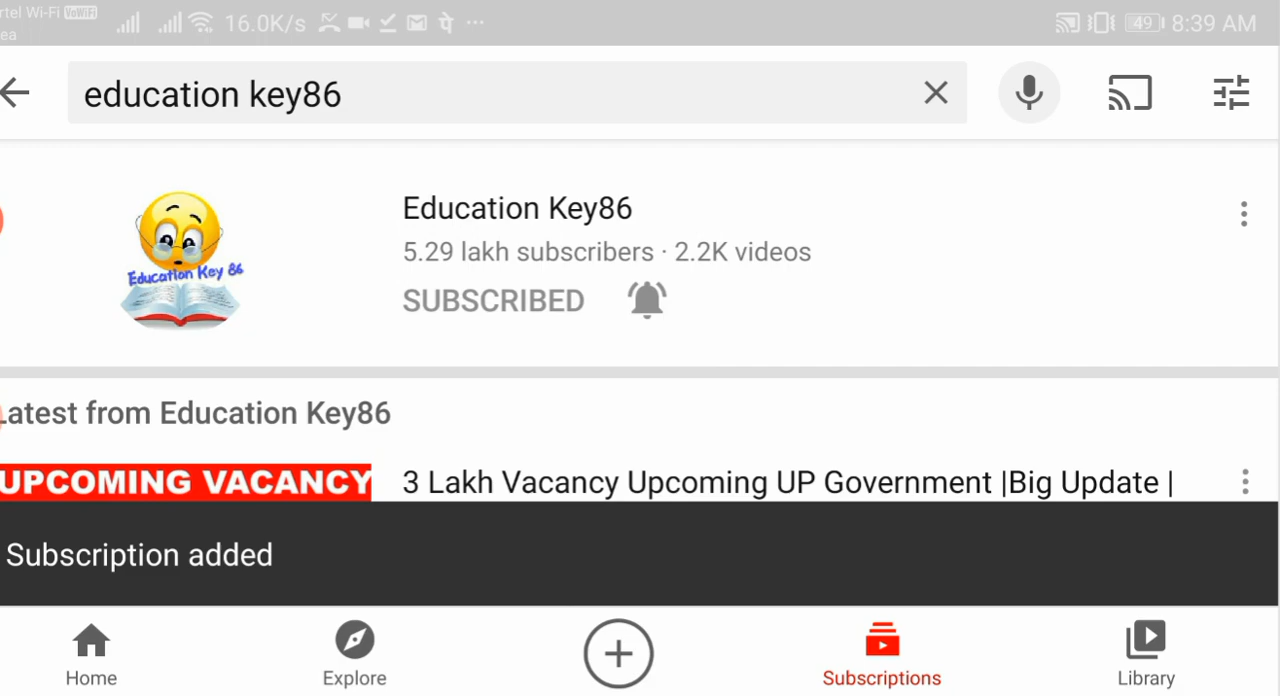 rtel Wi-Fi VoWiFi
ea
16.0K/s
49 8:39 AM
education key86
Education Key 86
Education Key86
5.29 lakh subscribers · 2.2K videos
SUBSCRIBED
Latest from Education Key86
UPCOMING VACANCY
3 Lakh Vacancy Upcoming UP Government |Big Update |
Subscription added
Home
Explore
Subscriptions
Library